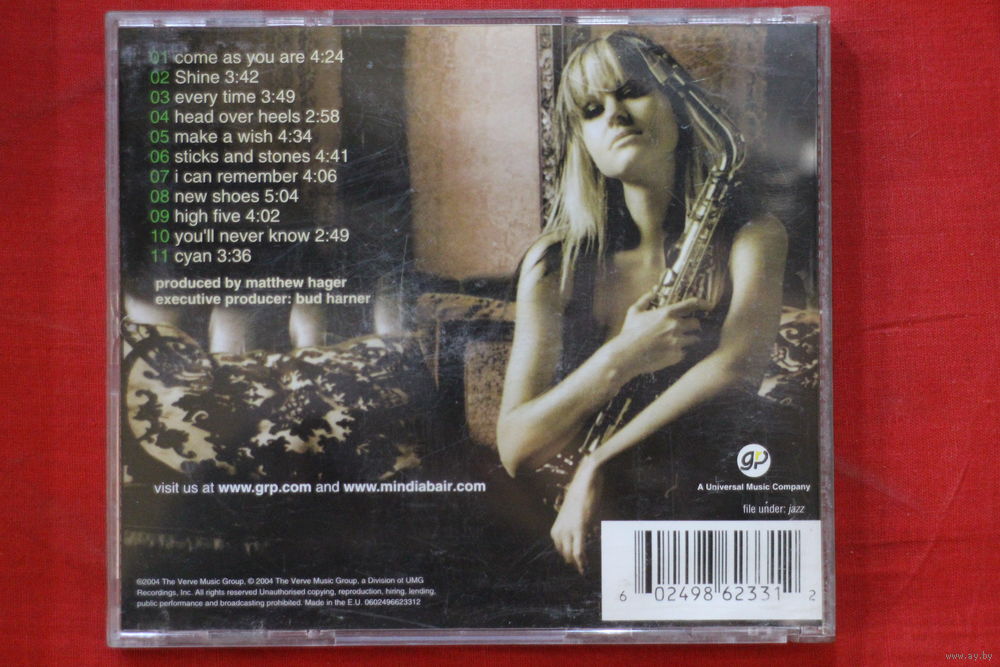 01 come as you are 4:24
02 Shine 3:42
03 every time 3:49
04 head over heels 2:58
05 make a wish 4:34
06 sticks and stones 4:41
07 i can remember 4:06
08 new shoes 5:04
09 high five 4:02
10 you'll never know 2:49
11 cyan 3:36
produced by matthew hager
executive producer: bud harner
visit us at www.grp.com and www.mindiabair.com
grp
A Universal Music Company
file under: jazz
℗2004 The Verve Music Group, © 2004 The Verve Music Group, a Division of UMG
Recordings, Inc. All rights reserved Unauthorised copying, reproduction, hiring, lending,
public performance and broadcasting prohibited. Made in the E.U. 0602496623312
6 02498 62331 2
www.ay.by